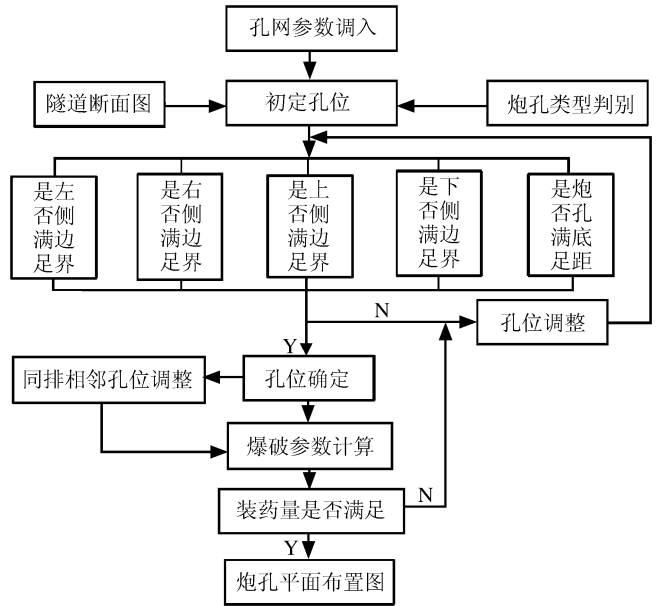 孔网参数调入
隧道断面图
初定孔位
炮孔类型判别
是左
否侧
满边
足界
是右
否侧
满边
足界
是上
否侧
满边
足界
是下
否侧
满边
足界
是炮
否孔
满底
足距
N
孔位调整
Y
同排相邻孔位调整
孔位确定
爆破参数计算
装药量是否满足
N
Y
炮孔平面布置图